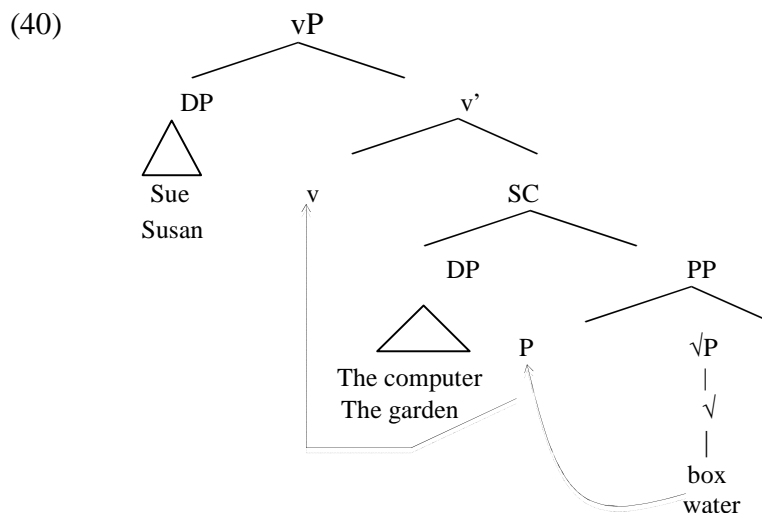 (40)
vP
DP
v’
Sue
Susan
v
SC
DP
PP
The computer
The garden
P
√P
√
box
water